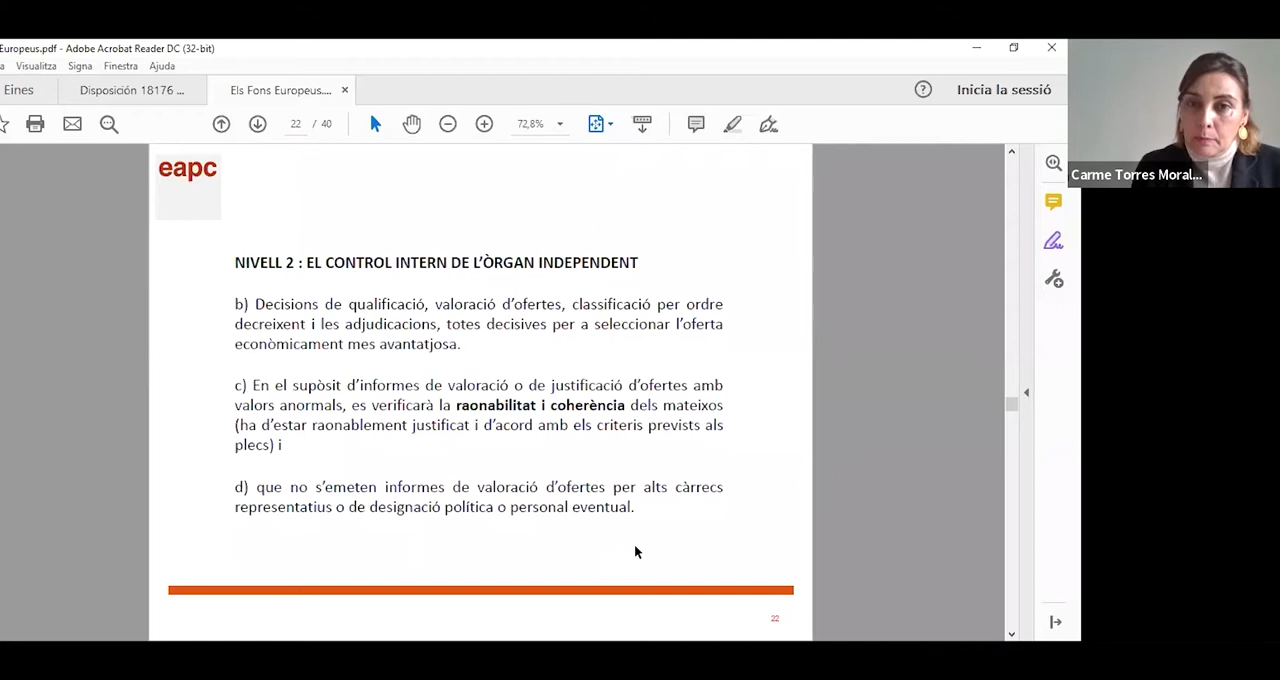 Europeus.pdf - Adobe Acrobat Reader DC (32-bit)
a Visualitza Signa Finestra Ajuda
Eines Disposición 18176 ... Els Fons Europeus.... × Inicia la sessió
22 / 40 72,8%
Carme Torres Moral...
eapc
NIVELL 2 : EL CONTROL INTERN DE L’ÒRGAN INDEPENDENT
b) Decisions de qualificació, valoració d’ofertes, classificació per ordre
decreixent i les adjudicacions, totes decisives per a seleccionar l’oferta
econòmicament mes avantatjosa.
c) En el supòsit d’informes de valoració o de justificació d’ofertes amb
valors anormals, es verificarà la raonabilitat i coherència dels mateixos
(ha d’estar raonablement justificat i d’acord amb els criteris prevists als
plecs) i
d) que no s’emeten informes de valoració d’ofertes per alts càrrecs
representatius o de designació política o personal eventual.
22